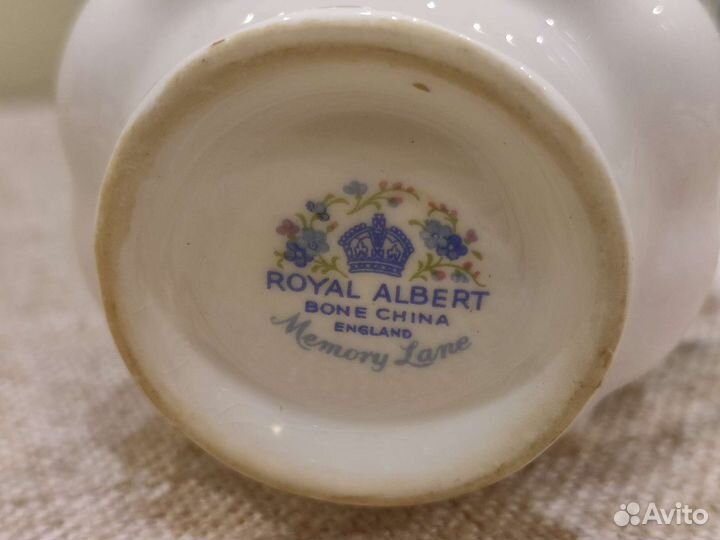 ROYAL ALBERT
BONE CHINA
ENGLAND
Memory Lane
Avito